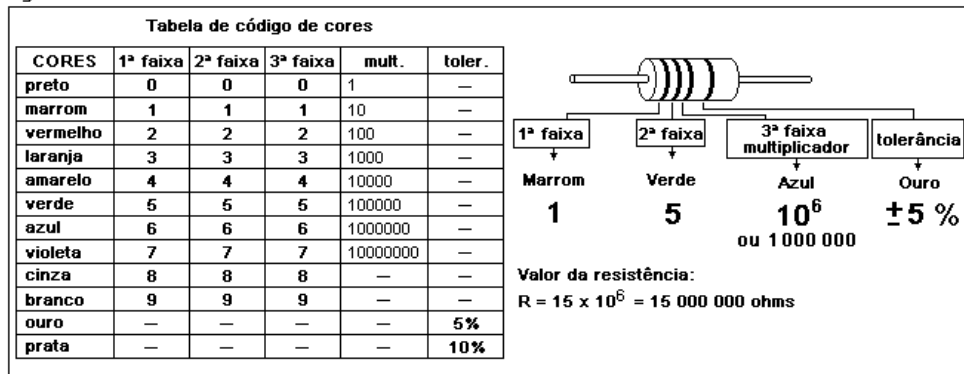 Tabela de código de cores
CORES 1ª faixa 2ª faixa 3ª faixa mult. toler.
preto 0 0 0 1 —
marrom 1 1 1 10 —
vermelho 2 2 2 100 —
laranja 3 3 3 1000 —
amarelo 4 4 4 10000 —
verde 5 5 5 100000 —
azul 6 6 6 1000000 —
violeta 7 7 7 10000000 —
cinza 8 8 8 — —
branco 9 9 9 — —
ouro — — — — 5%
prata — — — — 10%
1ª faixa 2ª faixa 3ª faixa multiplicador tolerância
Marrom Verde Azul Ouro
1 5 10⁶ ±5 %
ou 1000 000
Valor da resistência:
R = 15 x 10⁶ = 15 000 000 ohms